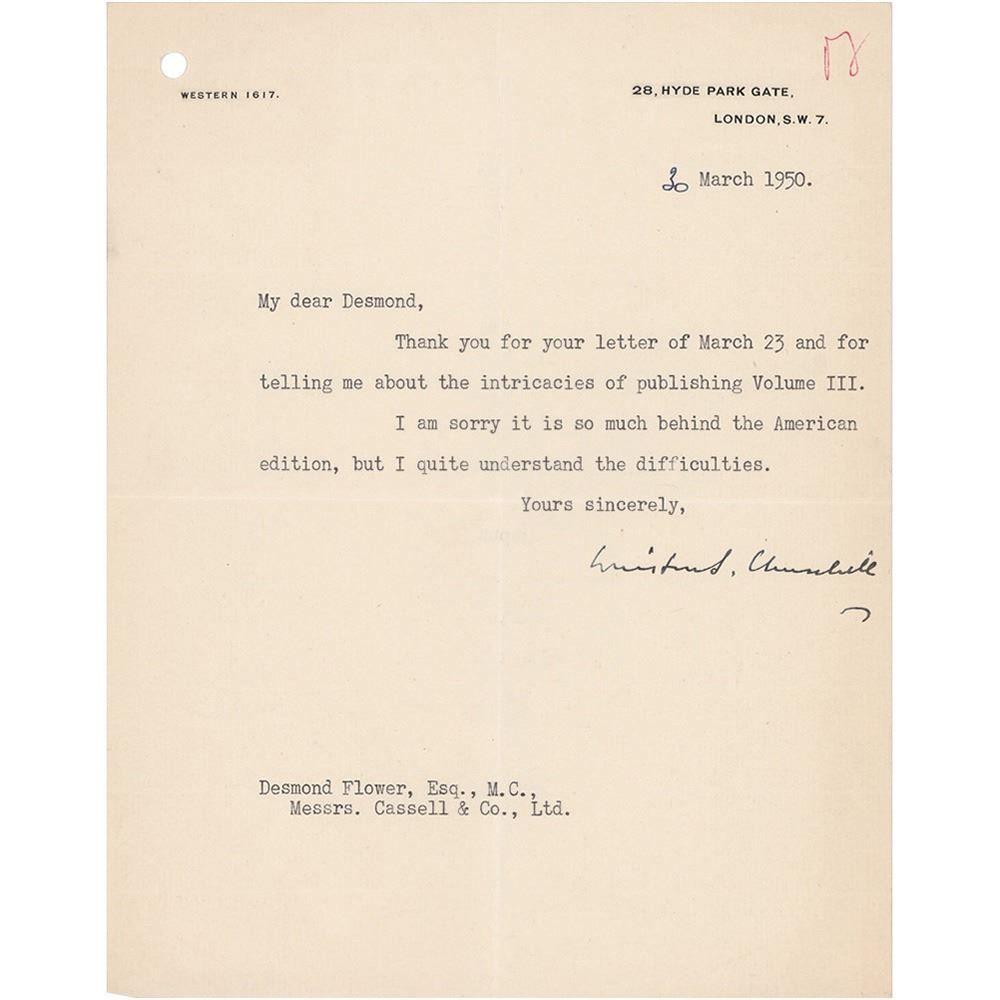 WESTERN 1617.
28, HYDE PARK GATE,
LONDON, S.W. 7.
30 March 1950.
My dear Desmond,
Thank you for your letter of March 23 and for
telling me about the intricacies of publishing Volume III.
I am sorry it is so much behind the American
edition, but I quite understand the difficulties.
Yours sincerely,
Winston S. Churchill
Desmond Flower, Esq., M.C.,
Messrs. Cassell & Co., Ltd.